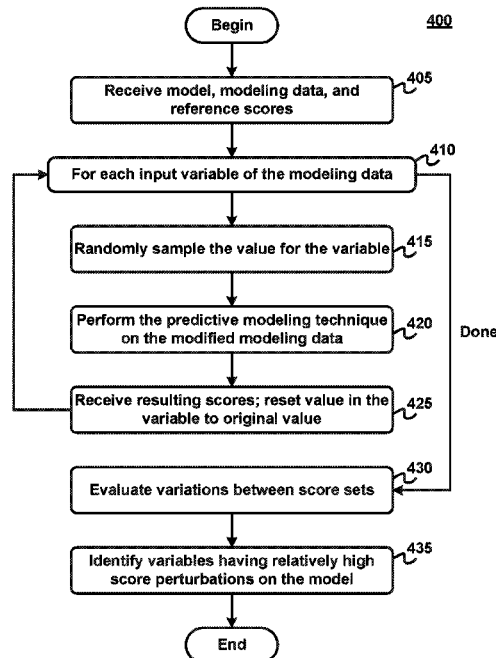 Begin
400
405
Receive model, modeling data, and
reference scores
410
For each input variable of the modeling data
415
Randomly sample the value for the variable
420
Perform the predictive modeling technique
on the modified modeling data
Done
425
Receive resulting scores; reset value in the
variable to original value
430
Evaluate variations between score sets
435
Identify variables having relatively high
score perturbations on the model
End